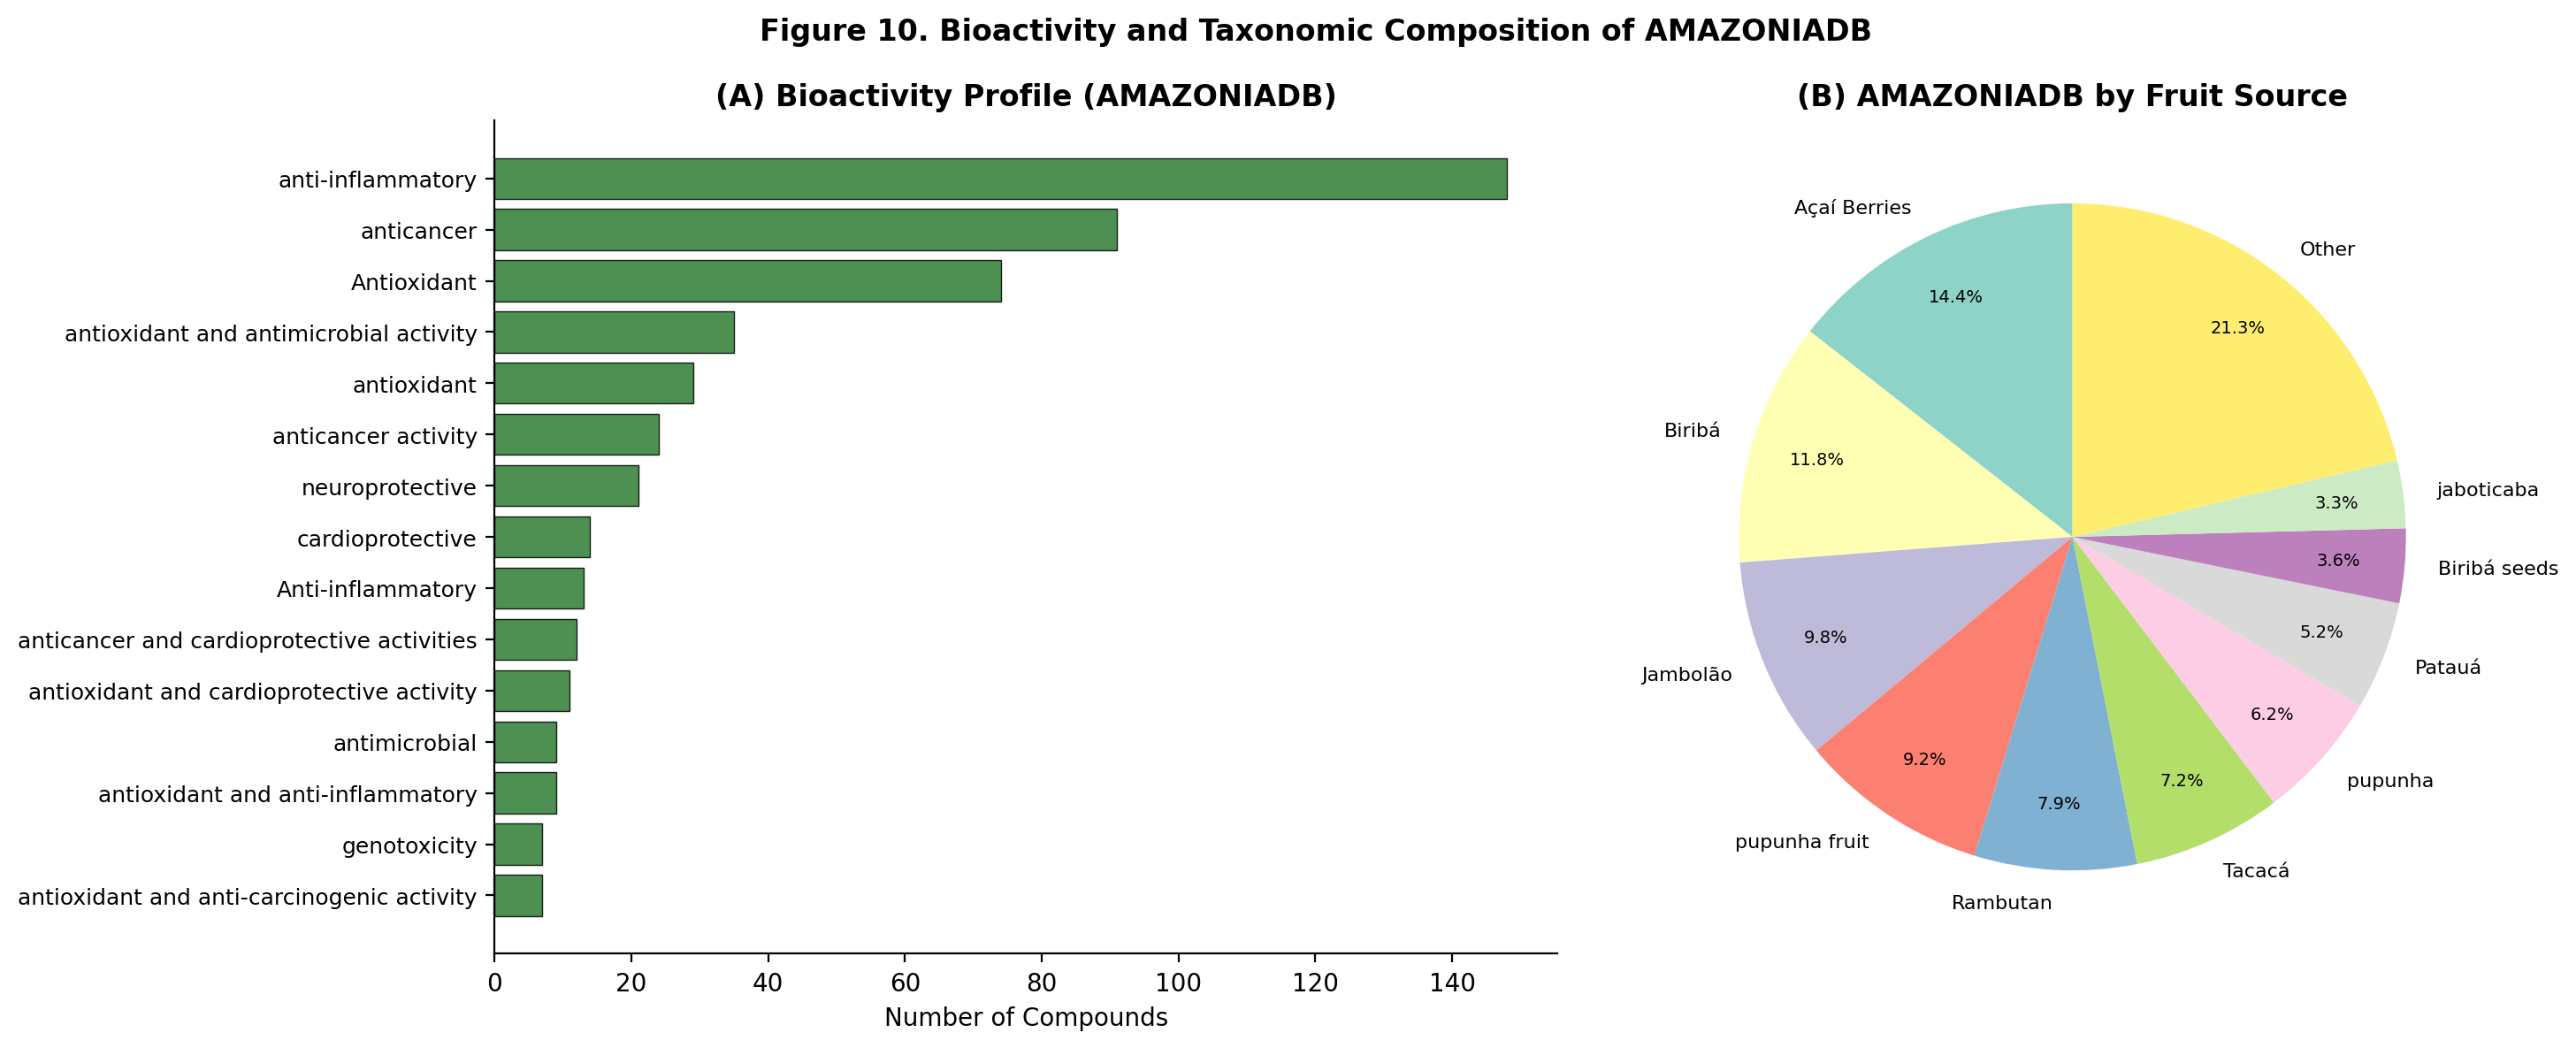 Figure 10. Bioactivity and Taxonomic Composition of AMAZONIADB
(A) Bioactivity Profile (AMAZONIADB)
anti-inflammatory
anticancer
Antioxidant
antioxidant and antimicrobial activity
antioxidant
anticancer activity
neuroprotective
cardioprotective
Anti-inflammatory
anticancer and cardioprotective activities
antioxidant and cardioprotective activity
antimicrobial
antioxidant and anti-inflammatory
genotoxicity
antioxidant and anti-carcinogenic activity
0 20 40 60 80 100 120 140
Number of Compounds
(B) AMAZONIADB by Fruit Source
Açaí Berries
14.4%
Biribá
11.8%
Jambolão
9.8%
pupunha fruit
9.2%
Rambutan
7.9%
Tacacá
7.2%
pupunha
6.2%
Patauá
5.2%
Biribá seeds
3.6%
jaboticaba
3.3%
Other
21.3%